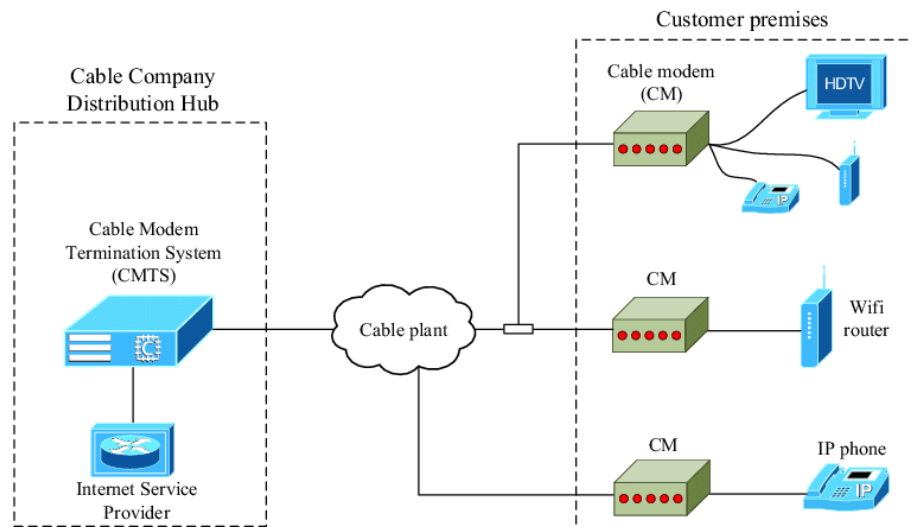 Customer premises
Cable Company
Distribution Hub
Cable modem
(CM)
HDTV
IP
Cable Modem
Termination System
(CMTS)
C
Cable plant
CM
Wifi
router
CM
IP phone
IP
Internet Service
Provider